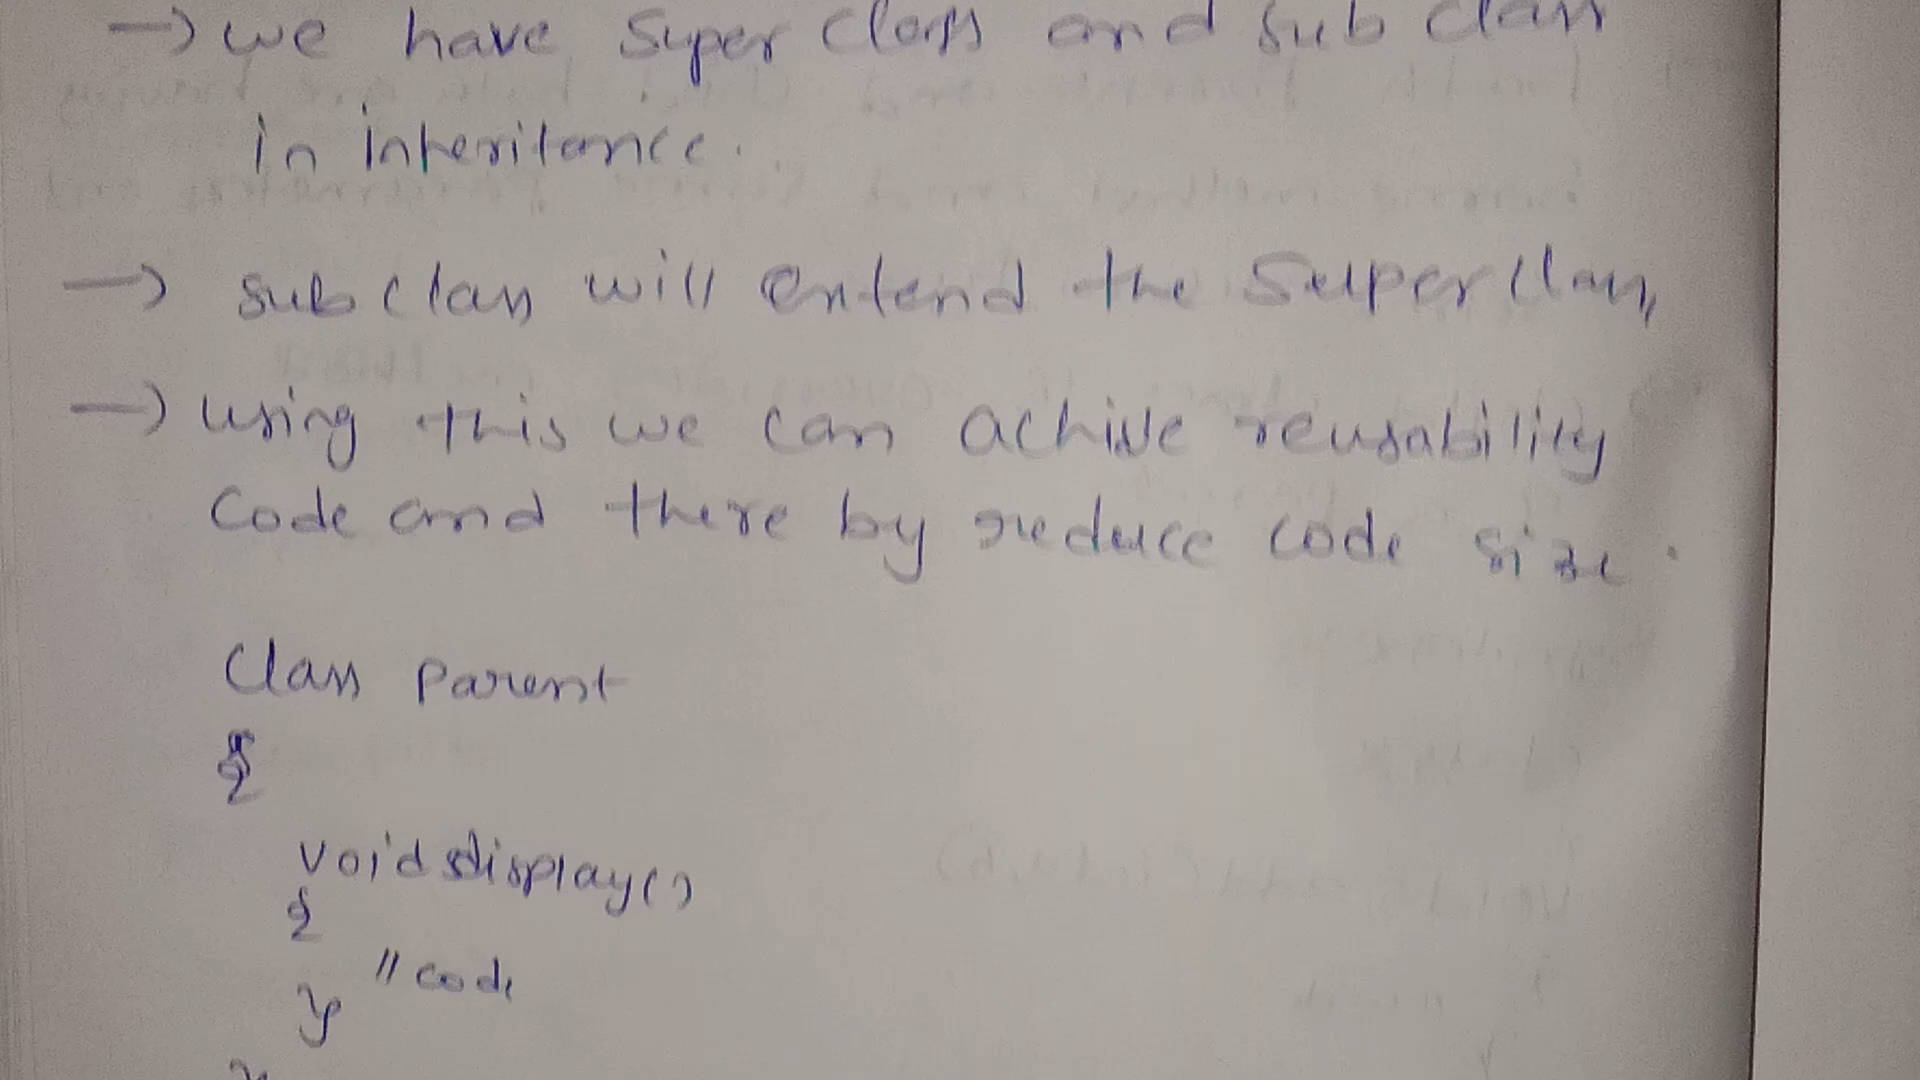 → we have super class and sub class
in inheritance.
→ sub class will extend the super class,
→ using this we can achive reusability
code and there by reduce code size.
class parent
{
void display()
{
// code
}
}